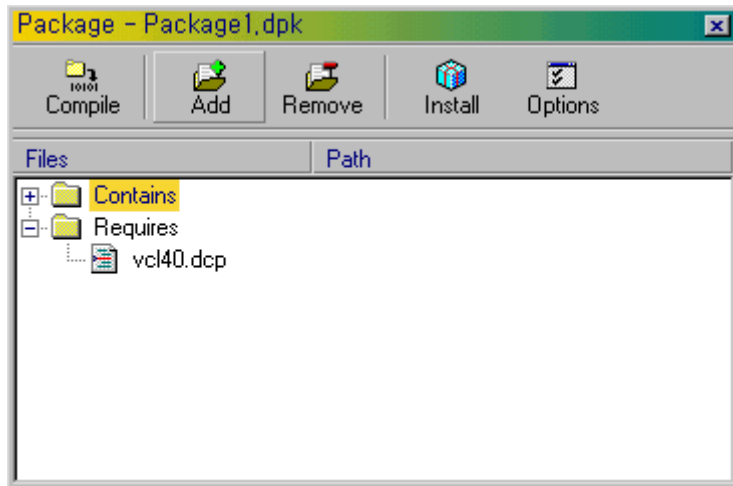 Package - Package1.dpk
Compile Add Remove Install Options
Files Path
Contains
Requires
vcl40.dcp